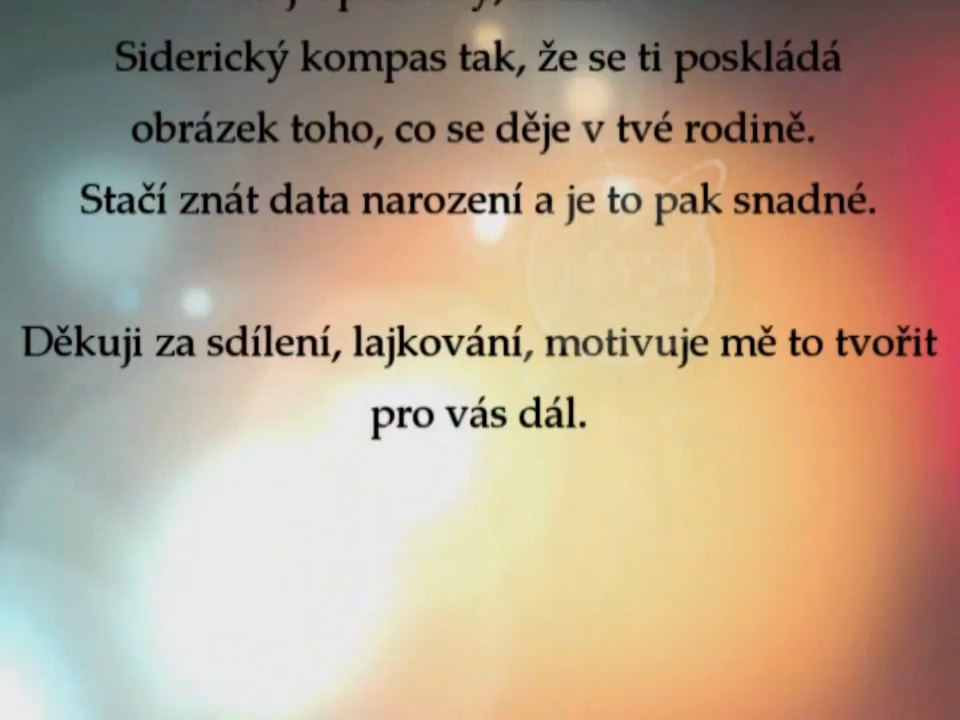 Siderický kompas tak, že se ti poskládá
obrázek toho, co se děje v tvé rodině.
Stačí znát data narození a je to pak snadné.
Děkuji za sdílení, lajkování, motivuje mě to tvořit
pro vás dál.